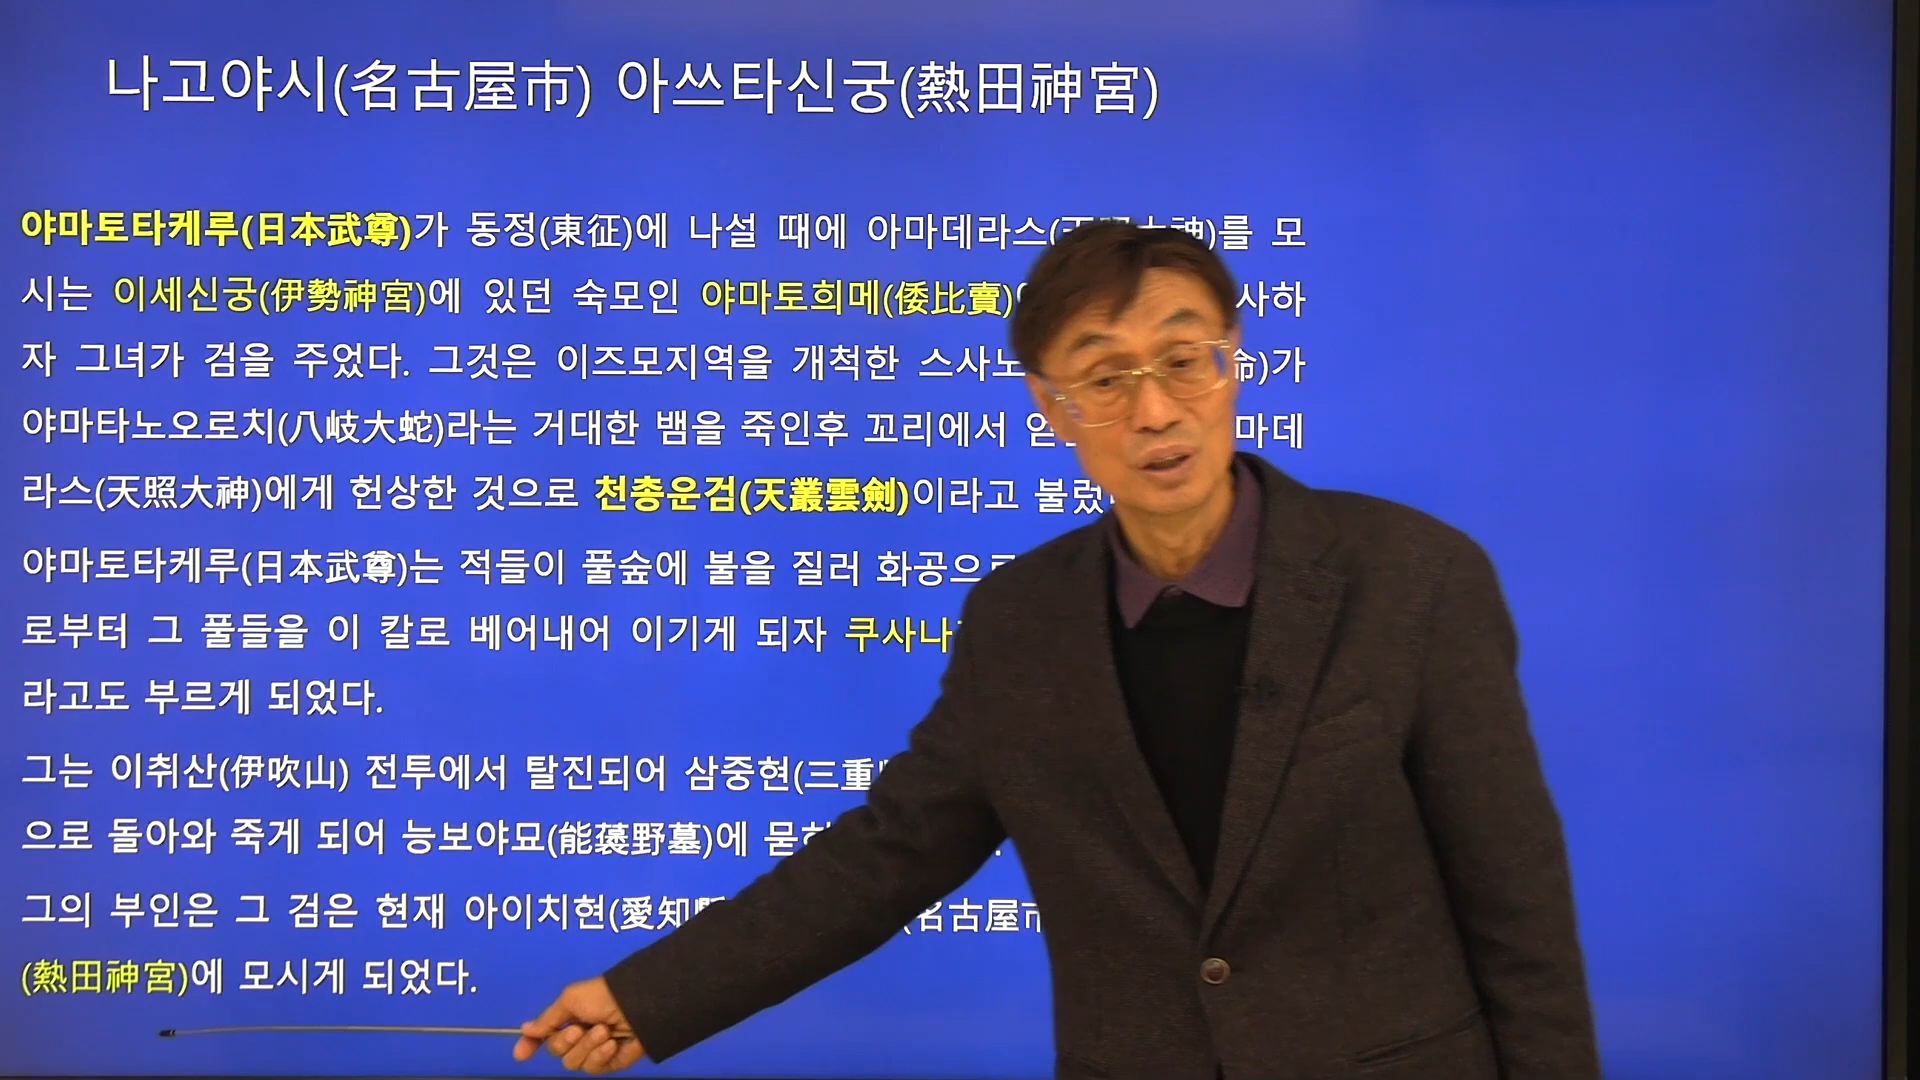 나고야시(名古屋市) 아쓰타신궁(熱田神宮)
야마토타케루(日本武尊)가 동정(東征)에 나설 때에 아마데라스(天照大神)를 모
시는 이세신궁(伊勢神宮)에 있던 숙모인 야마토희메(倭比賣) 사하
자 그녀가 검을 주었다. 그것은 이즈모지역을 개척한 스사노 命)가
야마타노오로치(八岐大蛇)라는 거대한 뱀을 죽인후 꼬리에서 마데
라스(天照大神)에게 헌상한 것으로 천총운검(天叢雲劍)이라고 불렀
야마토타케루(日本武尊)는 적들이 풀숲에 불을 질러 화공으로
로부터 그 풀들을 이 칼로 베어내어 이기게 되자 쿠사나
라고도 부르게 되었다.
그는 이취산(伊吹山) 전투에서 탈진되어 삼중현(三重
으로 돌아와 죽게 되어 능보야묘(能褒野墓)에 묻
그의 부인은 그 검은 현재 아이치현(愛知縣 (名古屋市
(熱田神宮)에 모시게 되었다.